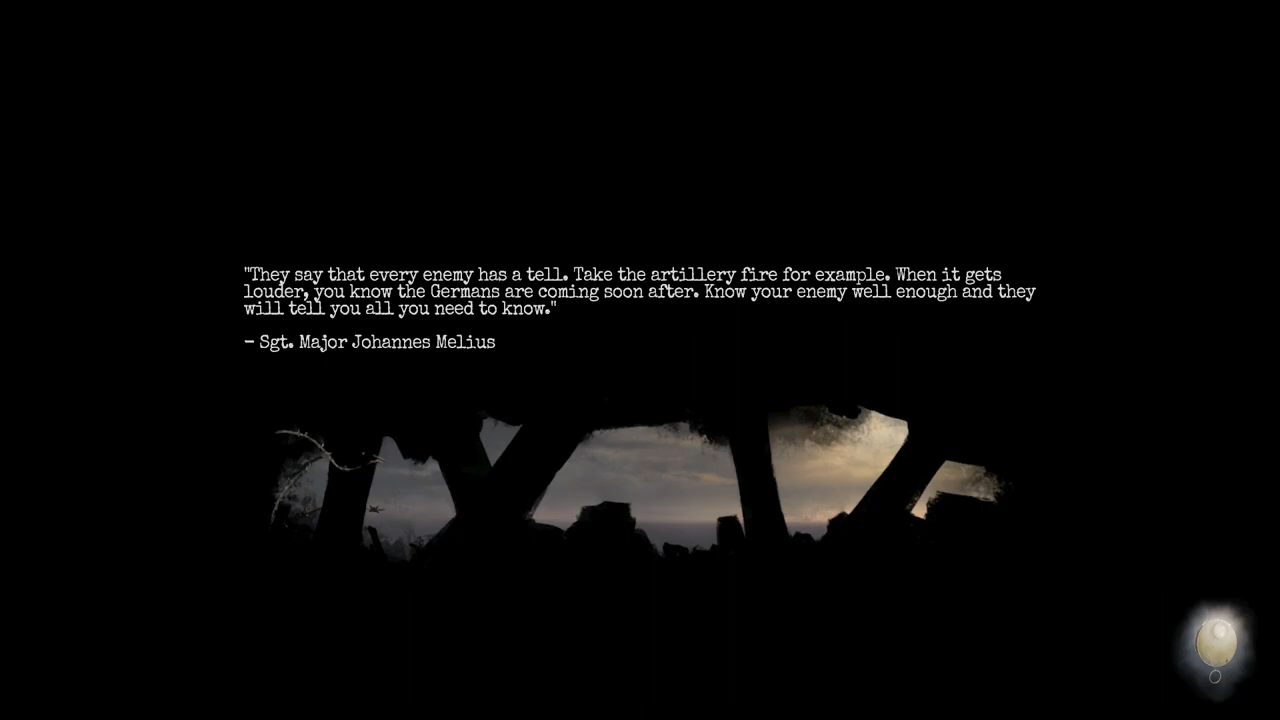 "They say that every enemy has a tell. Take the artillery fire for example. When it gets
louder, you know the Germans are coming soon after. Know your enemy well enough and they
will tell you all you need to know."
- Sgt. Major Johannes Melius